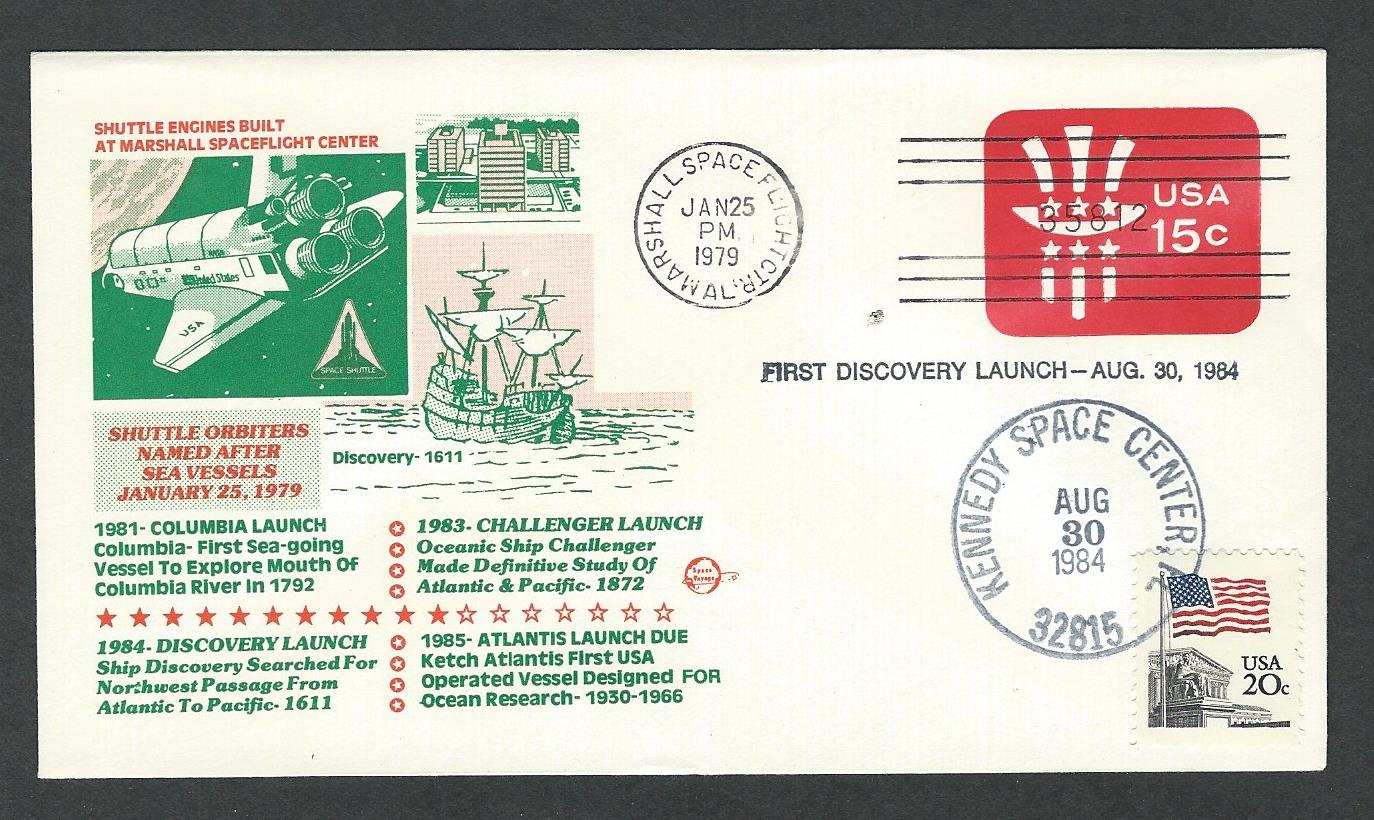 SHUTTLE ENGINES BUILT
AT MARSHALL SPACEFLIGHT CENTER
United States
USA
SPACE SHUTTLE
Discovery- 1611
SHUTTLE ORBITERS
NAMED AFTER
SEA VESSELS
JANUARY 25, 1979
1981- COLUMBIA LAUNCH
Columbia- First Sea-going
Vessel To Explore Mouth Of
Columbia River In 1792
1983- CHALLENGER LAUNCH
Oceanic Ship Challenger
Made Definitive Study Of
Atlantic & Pacific- 1872
Space
Voyage
1984- DISCOVERY LAUNCH
Ship Discovery Searched For
Northwest Passage From
Atlantic To Pacific- 1611
1985- ATLANTIS LAUNCH DUE
Ketch Atlantis First USA
Operated Vessel Designed FOR
Ocean Research- 1930-1966
MARSHALL SPACE FLIGHT CTR, AL
JAN 25
PM
1979
35812
USA
15c
FIRST DISCOVERY LAUNCH-AUG. 30, 1984
KENNEDY SPACE CENTER,
AUG
30
1984
32815
USA
20c